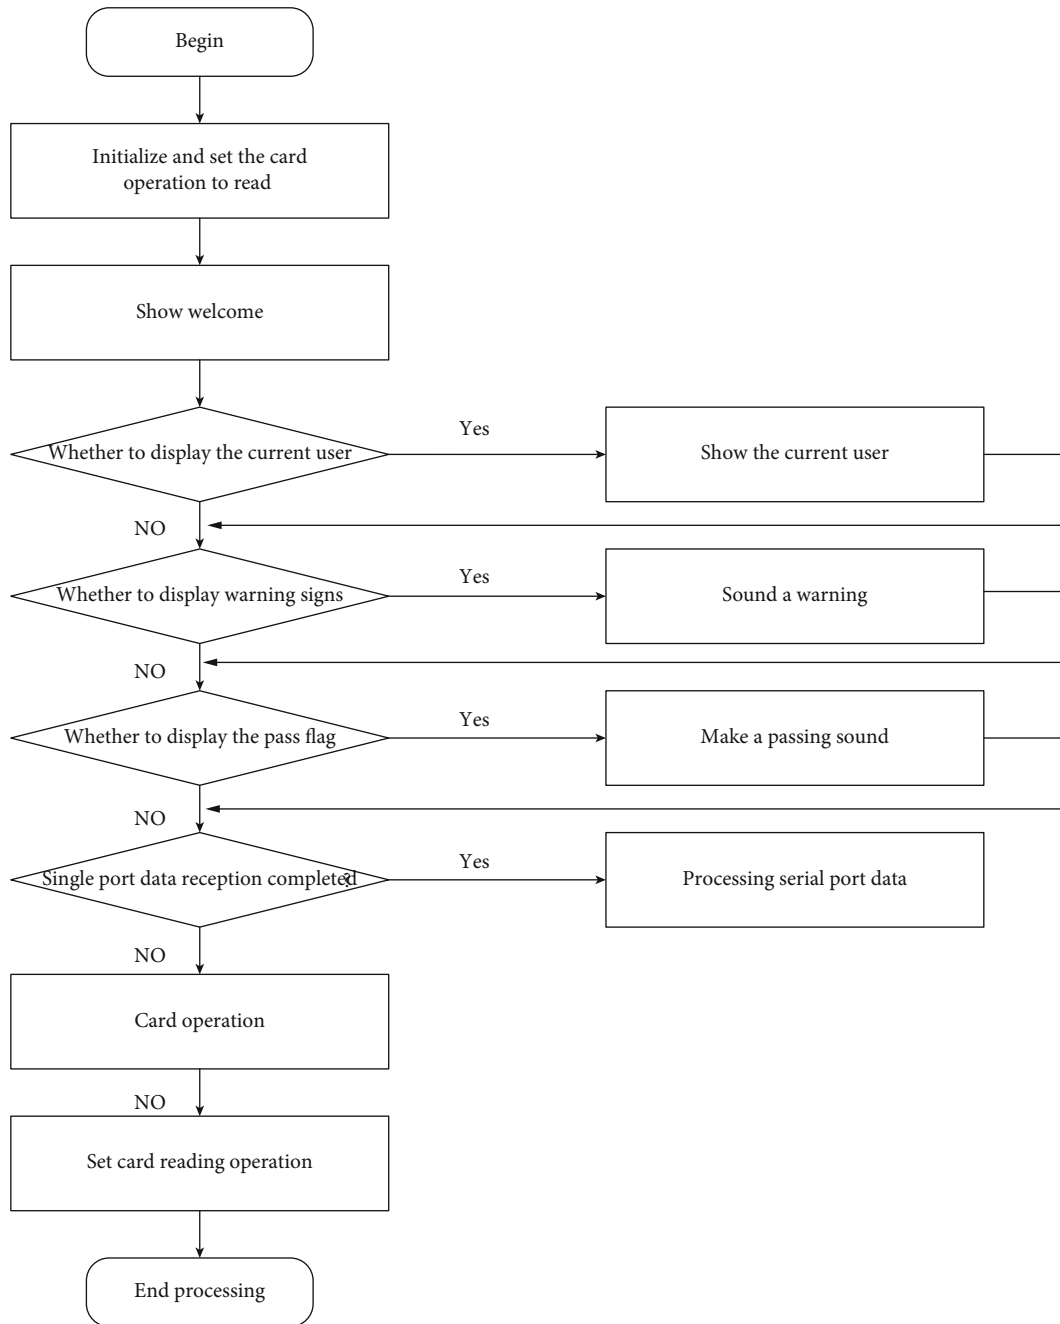 Begin
Initialize and set the card
operation to read
Show welcome
Whether to display the current user
Yes
Show the current user
NO
Whether to display warning signs
Yes
Sound a warning
NO
Whether to display the pass flag
Yes
Make a passing sound
NO
Single port data reception completed?
Yes
Processing serial port data
NO
Card operation
NO
Set card reading operation
End processing